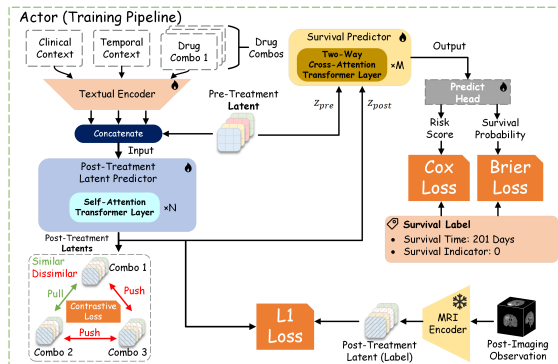 Actor (Training Pipeline)
Clinical
Context
Temporal
Context
Drug
Combo 1
Drug
Combos
Textual Encoder
Concatenate
Input
Pre-Treatment
Latent
Post-Treatment
Latent Predictor
Self-Attention
Transformer Layer
×N
Survival Predictor
Two-Way
Cross-Attention
Transformer Layer
×M
Output
Z_pre
Z_post
Predict
Head
Risk
Score
Survival
Probability
Cox
Loss
Brier
Loss
Survival Label
• Survival Time: 201 Days
• Survival Indicator: 0
Post-Treatment
Latents
Similar
Dissimilar
Combo 1
Pull
Push
Contrastive
Loss
Push
Combo 2
Combo 3
L1
Loss
Post-Treatment
Latent (Label)
MRI
Encoder
Post-Imaging
Observation